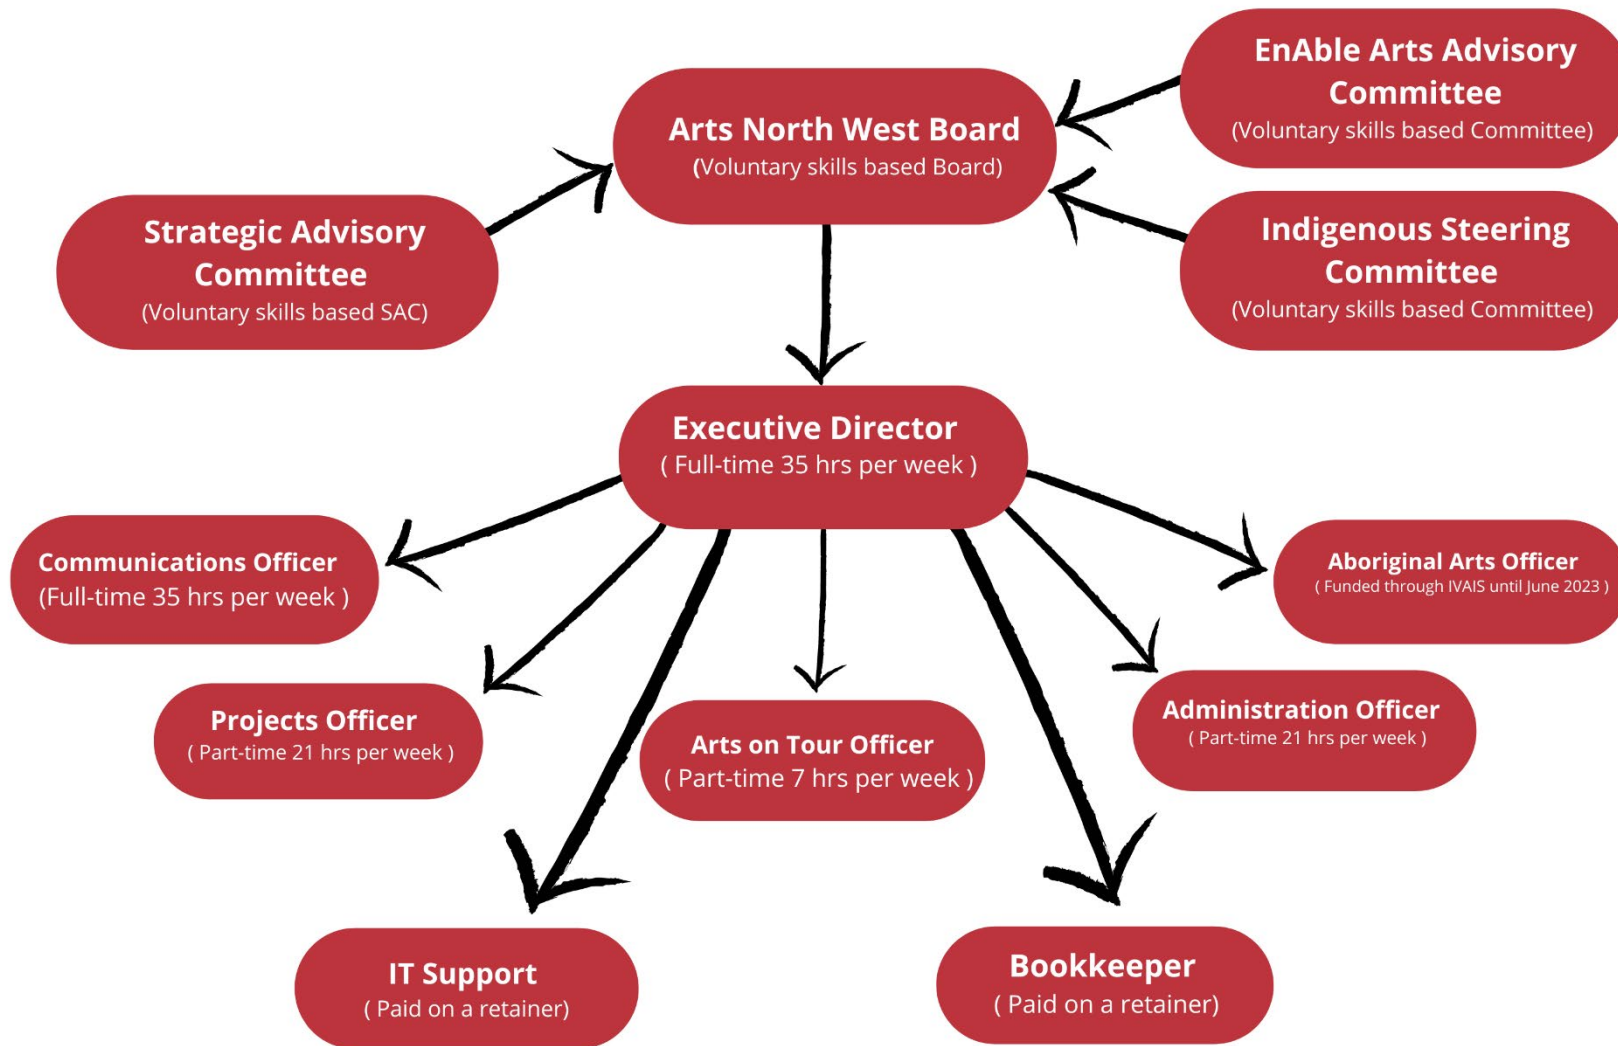 EnAble Arts Advisory
Committee
(Voluntary skills based Committee)
Arts North West Board
(Voluntary skills based Board)
Strategic Advisory
Committee
(Voluntary skills based SAC)
Indigenous Steering
Committee
(Voluntary skills based Committee)
Executive Director
( Full-time 35 hrs per week )
Communications Officer
(Full-time 35 hrs per week )
Aboriginal Arts Officer
( Funded through IVAIS until June 2023 )
Projects Officer
( Part-time 21 hrs per week )
Arts on Tour Officer
( Part-time 7 hrs per week )
Administration Officer
( Part-time 21 hrs per week )
IT Support
( Paid on a retainer)
Bookkeeper
( Paid on a retainer)